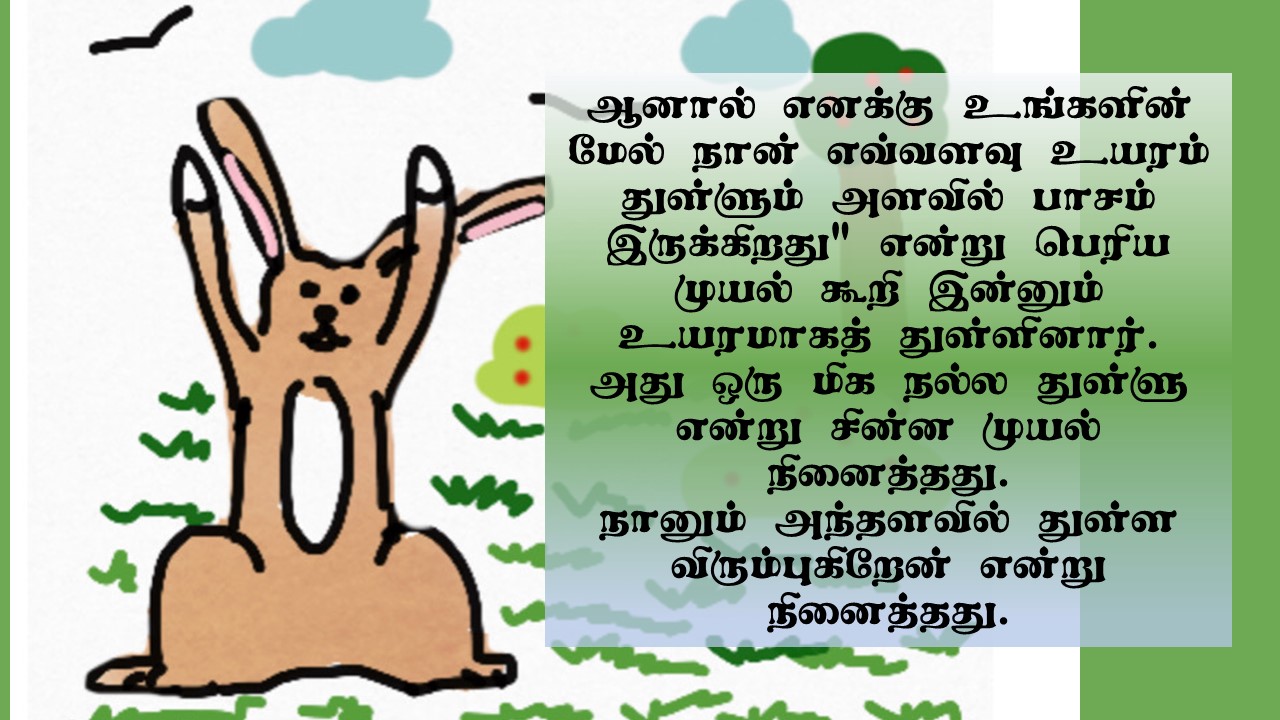 ஆனால் எனக்கு உங்களின்
மேல் நான் எவ்வளவு உயரம்
துள்ளும் அளவில் பாசம்
இருக்கிறது" என்று பெரிய
முயல் கூறி இன்னும்
உயரமாகத் துள்ளினார்.
அது ஒரு மிக நல்ல துள்ளு
என்று சின்ன முயல்
நினைத்தது.
நானும் அந்தளவில் துள்ள
விரும்புகிறேன் என்று
நினைத்தது.